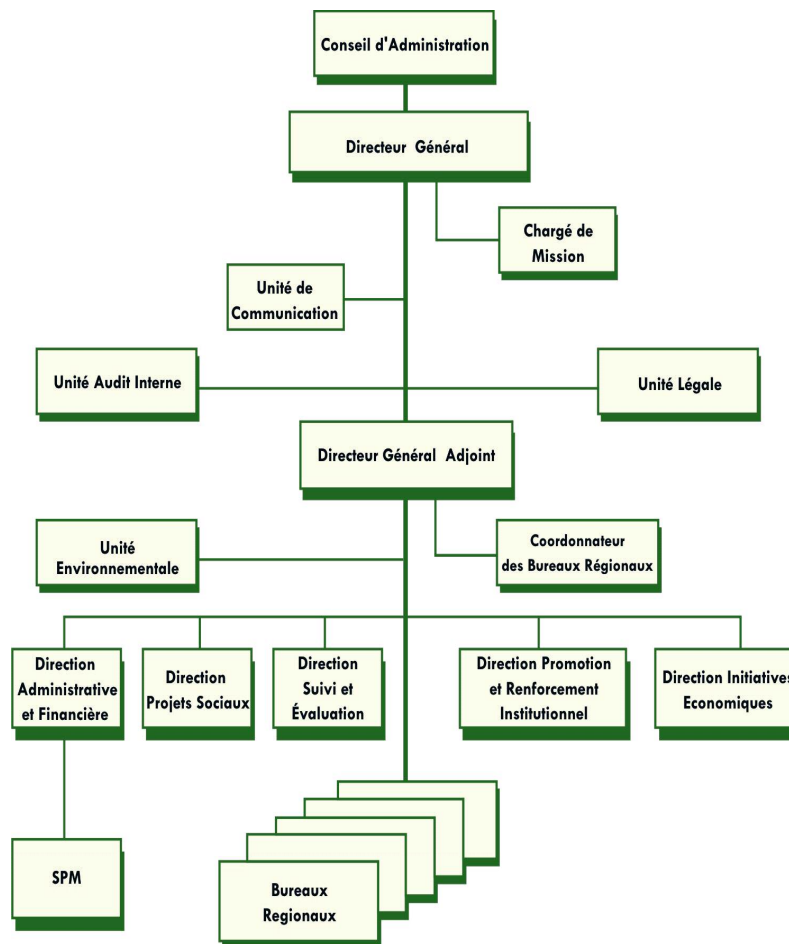 Conseil d'Administration
Directeur Général
Chargé de
Mission
Unité de
Communication
Unité Audit Interne
Unité Légale
Directeur Général Adjoint
Unité
Environnementale
Coordonnateur
des Bureaux Régionaux
Direction
Administrative
et Financière
Direction
Projets Sociaux
Direction
Suivi et
Évaluation
Direction Promotion
et Renforcement
Institutionnel
Direction Initiatives
Economiques
SPM
Bureaux
Regionaux